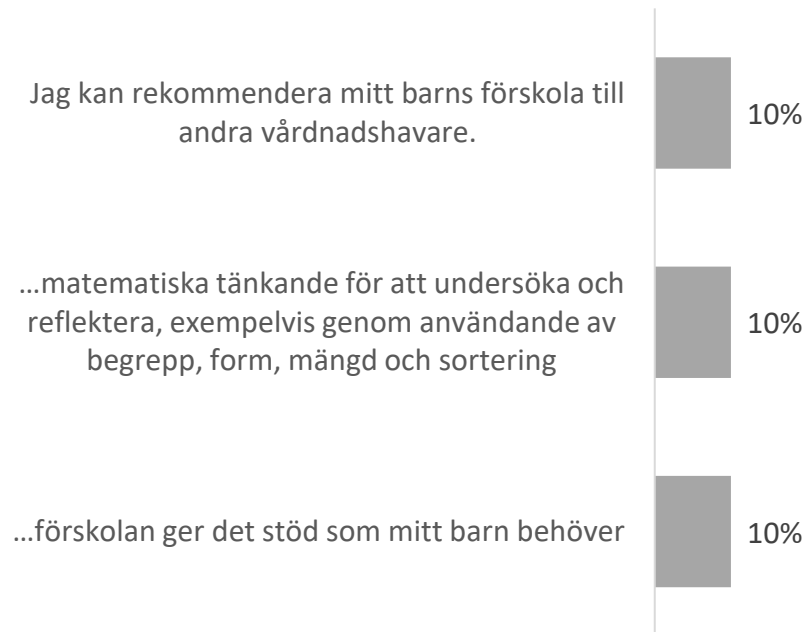 Jag kan rekommendera mitt barns förskola till
andra vårdnadshavare.
10%
…matematiska tänkande för att undersöka och
reflektera, exempelvis genom användande av
begrepp, form, mängd och sortering
10%
…förskolan ger det stöd som mitt barn behöver
10%